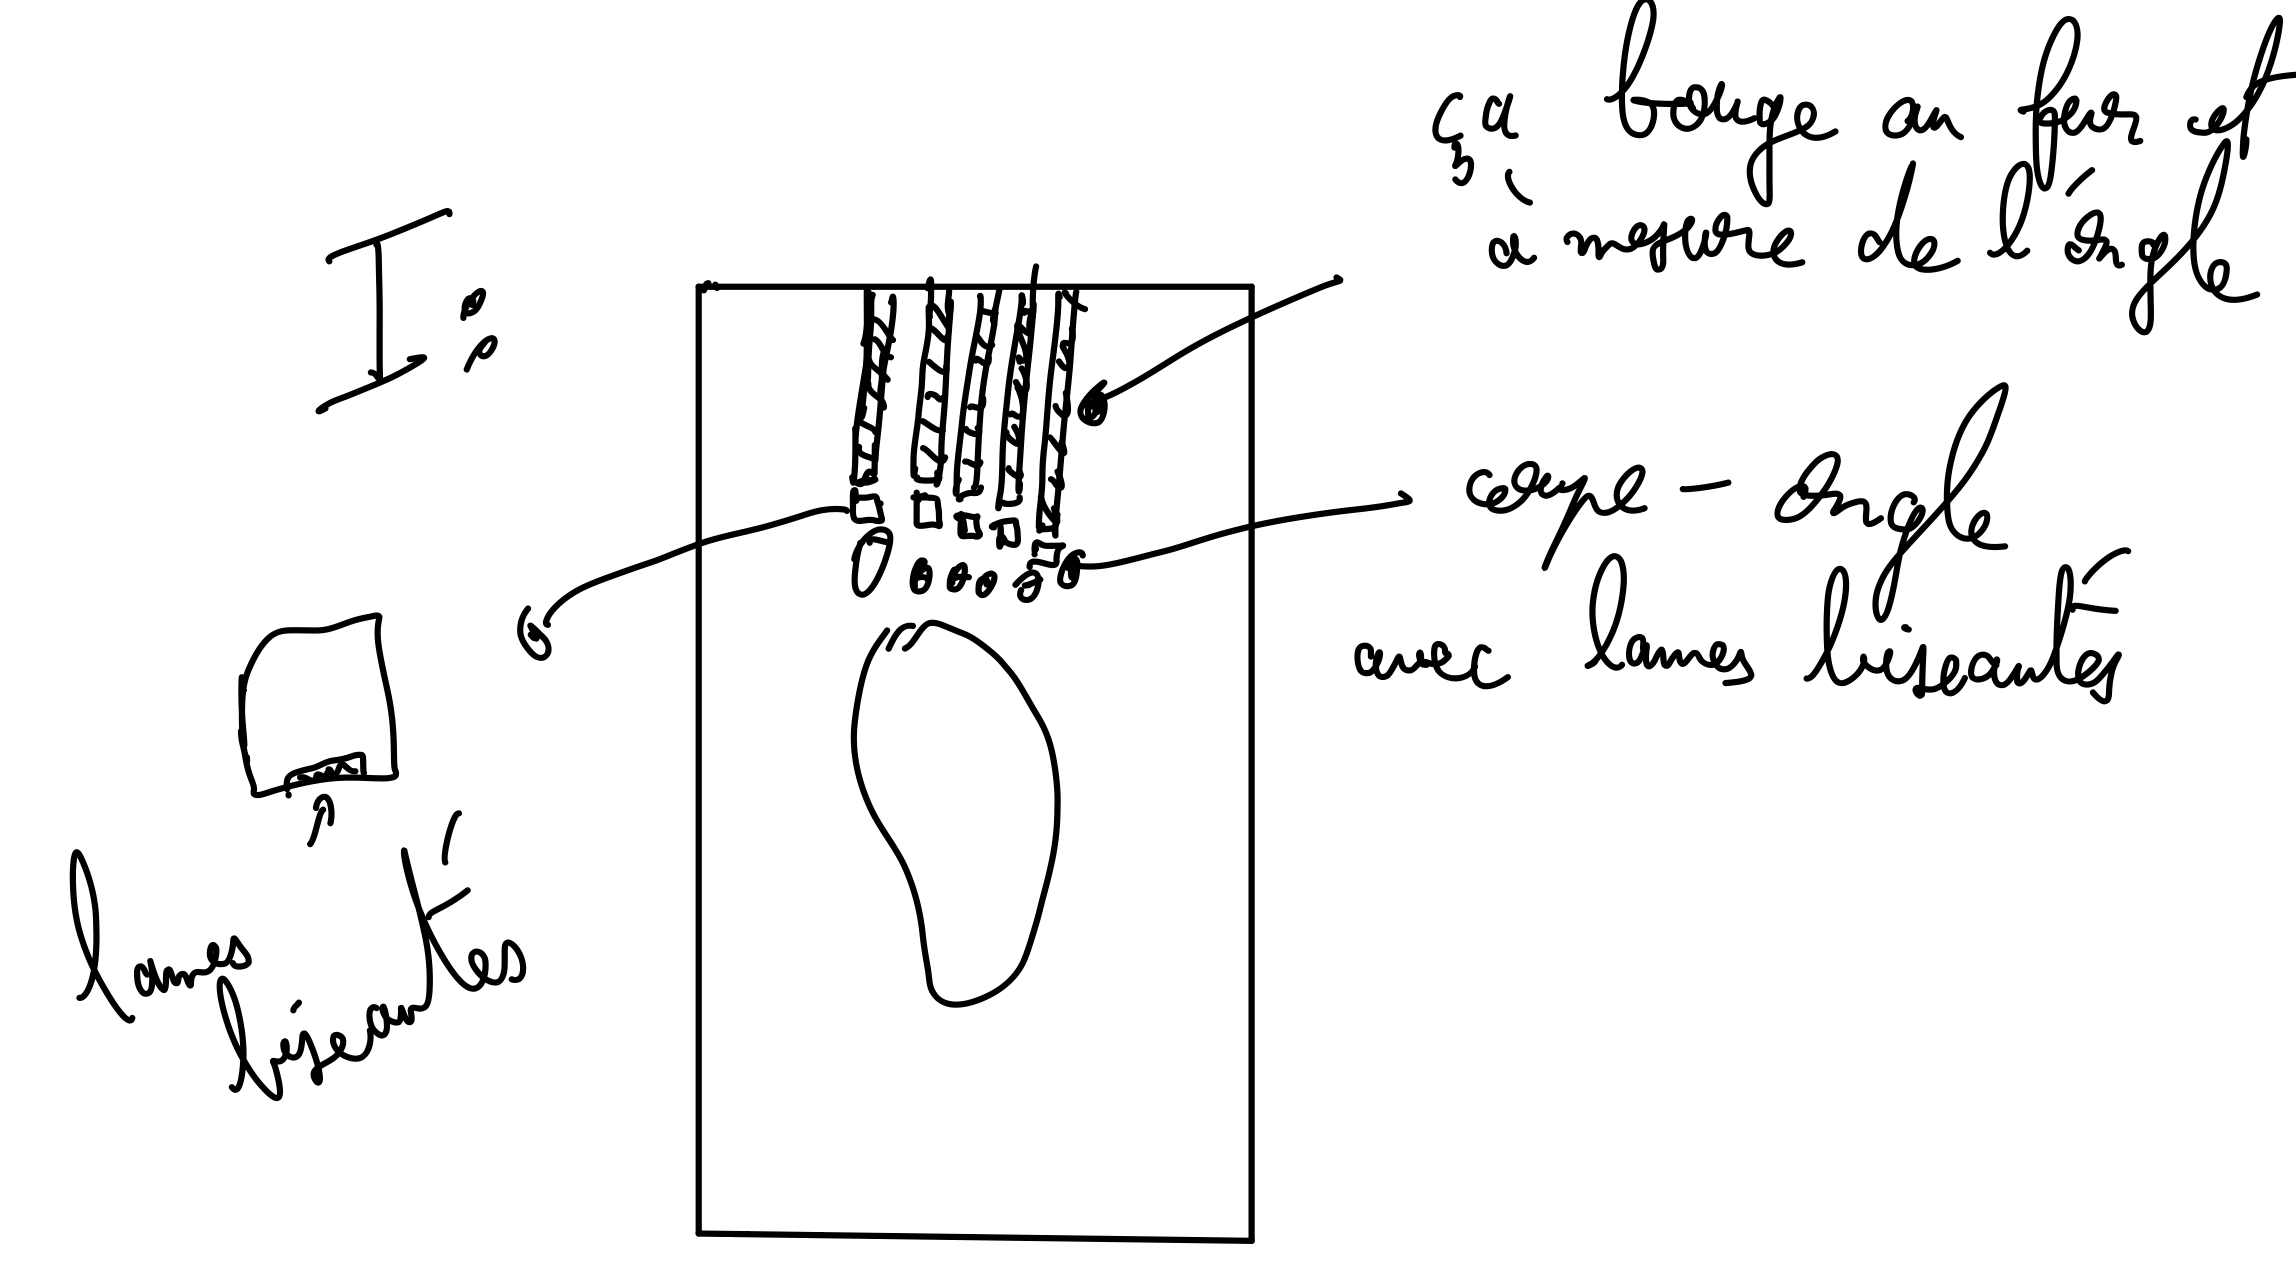 I:
ça bouge au fur et
à mesure de l'ongle
coupe - ongle
avec lames biseautés
lames
biseautés